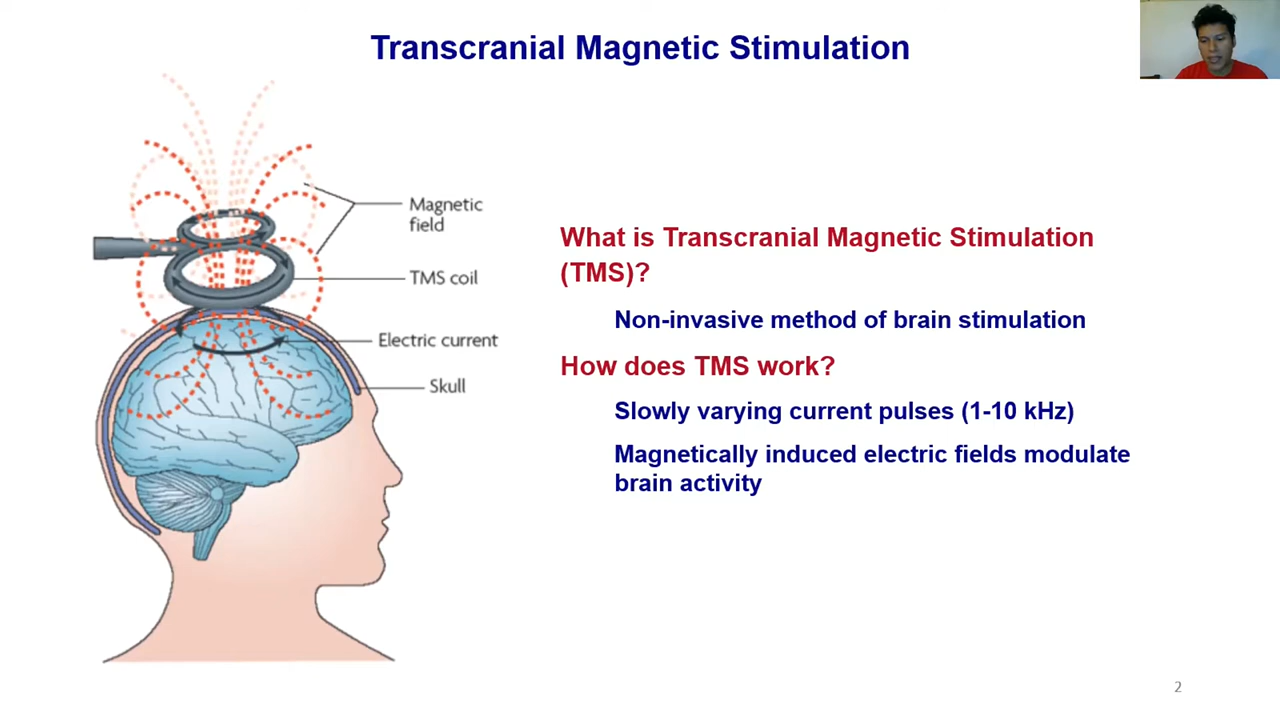 Transcranial Magnetic Stimulation
Magnetic
field
TMS coil
Electric current
Skull
What is Transcranial Magnetic Stimulation
(TMS)?
Non-invasive method of brain stimulation
How does TMS work?
Slowly varying current pulses (1-10 kHz)
Magnetically induced electric fields modulate
brain activity
2